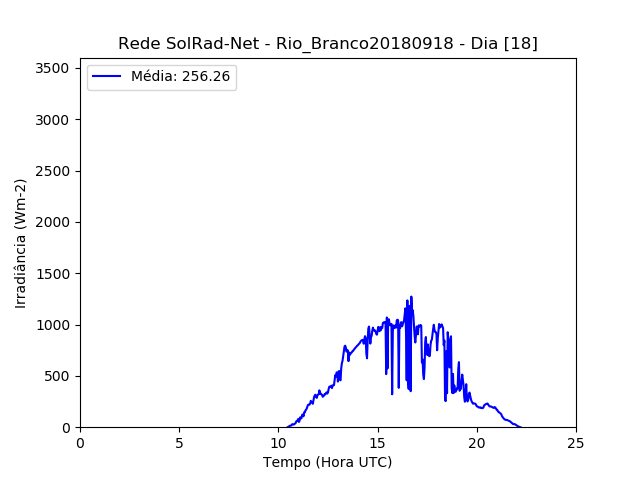 Rede SolRad-Net - Rio_Branco20180918 - Dia [18]
Média: 256.26
3500
3000
2500
2000
1500
1000
500
0
Irradiância (Wm-2)
0 5 10 15 20 25
Tempo (Hora UTC)